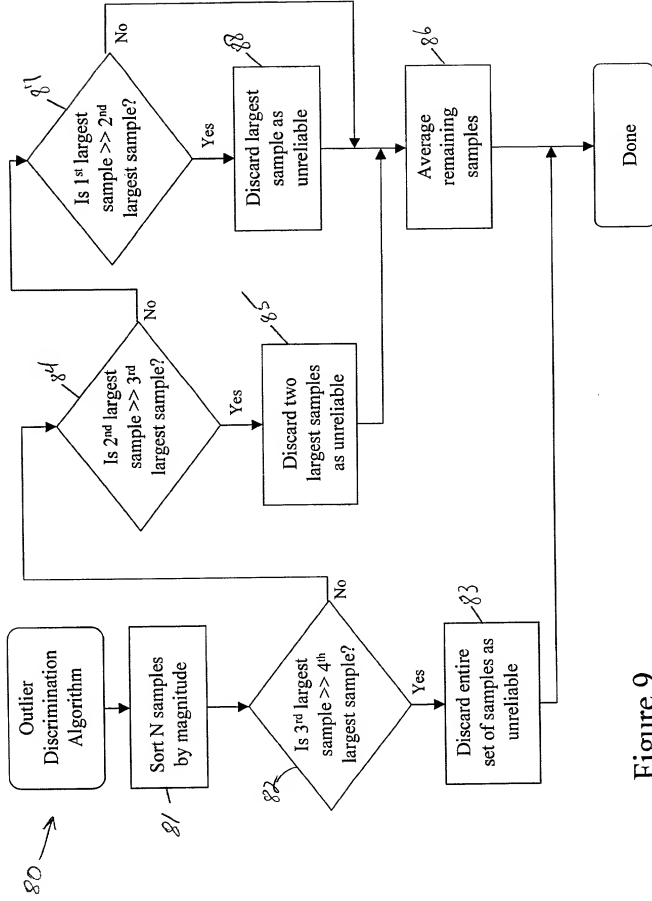 80
Outlier
Discrimination
Algorithm
81
Sort N samples
by magnitude
82
Is 3rd largest
sample >> 4th
largest sample?
No
Yes
83
Discard entire
set of samples as
unreliable
84
Is 2nd largest
sample >> 3rd
largest sample?
No
Yes
85
Discard two
largest samples
as unreliable
87
Is 1st largest
sample >> 2nd
largest sample?
No
Yes
88
Discard largest
sample as
unreliable
86
Average
remaining
samples
Done
Figure 9